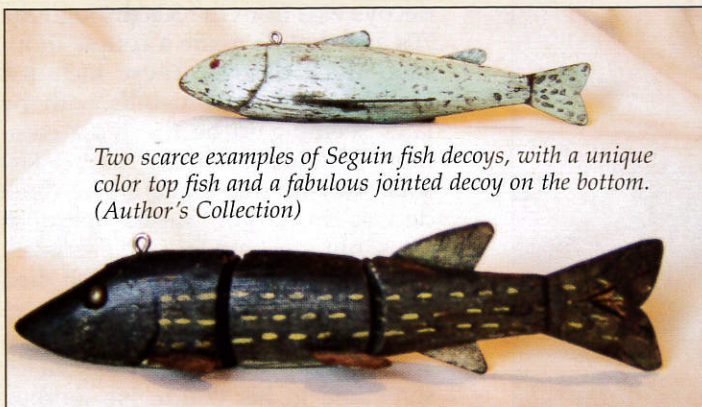 Two scarce examples of Seguin fish decoys, with a unique
color top fish and a fabulous jointed decoy on the bottom.
(Author's Collection)